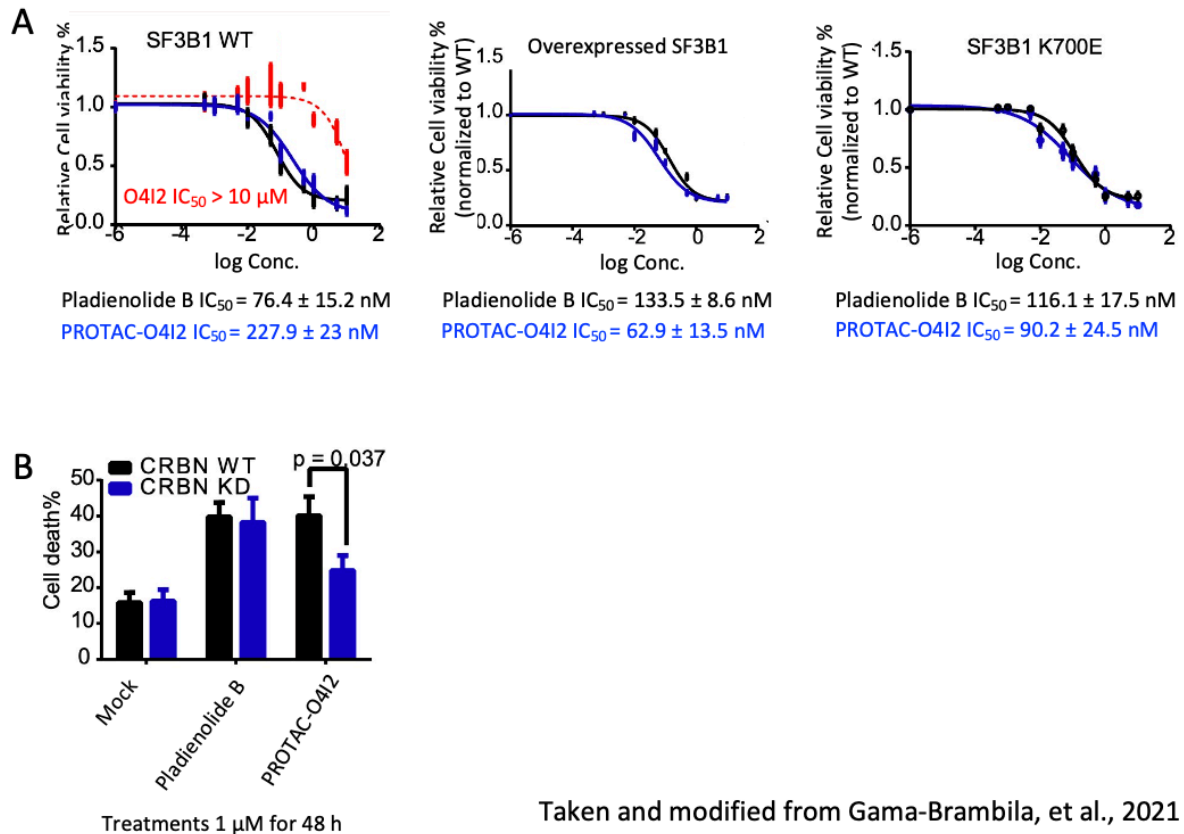 A
SF3B1 WT
Relative Cell viability %
1.5
1.0
0.5
0.0
O4I2 IC50 > 10 µM
-6 -4 -2 0 2
log Conc.
Pladienolide B IC50 = 76.4 ± 15.2 nM
PROTAC-O4I2 IC50 = 227.9 ± 23 nM
Overexpressed SF3B1
Relative Cell viability %
(normalized to WT)
1.5
1.0
0.5
0.0
-6 -4 -2 0 2
log Conc.
Pladienolide B IC50 = 133.5 ± 8.6 nM
PROTAC-O4I2 IC50 = 62.9 ± 13.5 nM
SF3B1 K700E
Relative Cell viability %
(normalized to WT)
1.5
1.0
0.5
0.0
-6 -4 -2 0 2
log Conc.
Pladienolide B IC50 = 116.1 ± 17.5 nM
PROTAC-O4I2 IC50 = 90.2 ± 24.5 nM
B
CRBN WT
CRBN KD
p = 0.037
Cell death%
50
40
30
20
10
0
Mock
Pladienolide B
PROTAC-O4I2
Treatments 1 µM for 48 h
Taken and modified from Gama-Brambila, et al., 2021